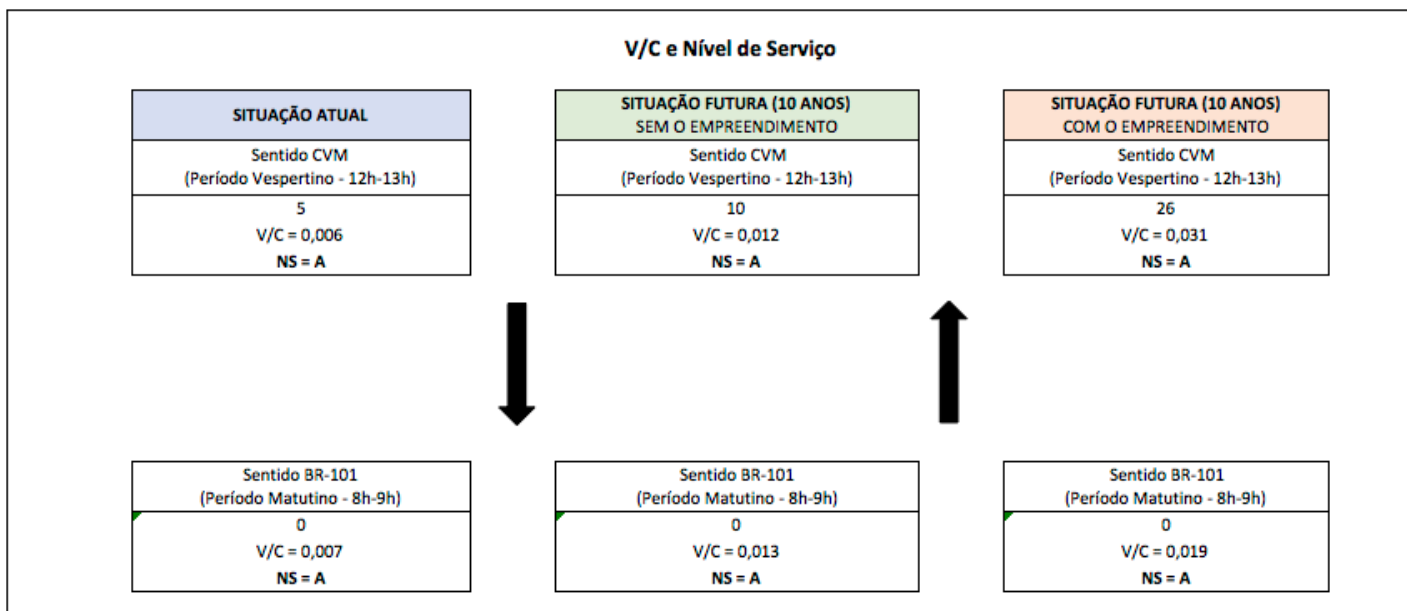 V/C e Nível de Serviço
SITUAÇÃO ATUAL
Sentido CVM
(Período Vespertino - 12h-13h)
5
V/C = 0,006
NS = A
SITUAÇÃO FUTURA (10 ANOS)
SEM O EMPREENDIMENTO
Sentido CVM
(Período Vespertino - 12h-13h)
10
V/C = 0,012
NS = A
SITUAÇÃO FUTURA (10 ANOS)
COM O EMPREENDIMENTO
Sentido CVM
(Período Vespertino - 12h-13h)
26
V/C = 0,031
NS = A
Sentido BR-101
(Período Matutino - 8h-9h)
0
V/C = 0,007
NS = A
Sentido BR-101
(Período Matutino - 8h-9h)
0
V/C = 0,013
NS = A
Sentido BR-101
(Período Matutino - 8h-9h)
0
V/C = 0,019
NS = A